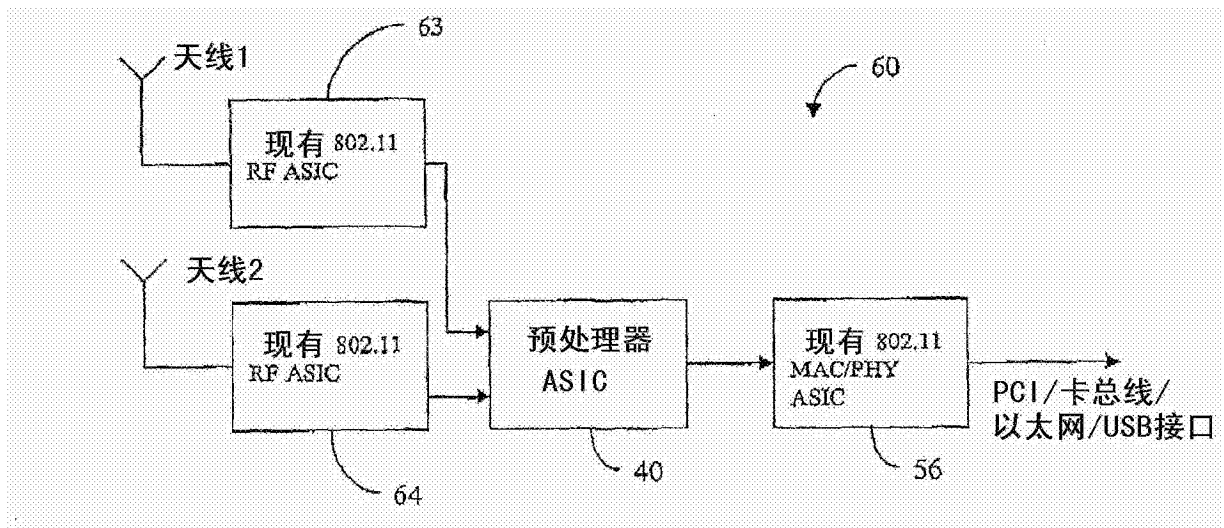 63
天线1
60
现有 802.11
RF ASIC
天线2
现有 802.11
RF ASIC
预处理器
ASIC
现有 802.11
MAC/PHY
ASIC
PCI/卡总线/
以太网/USB接口
64
40
56